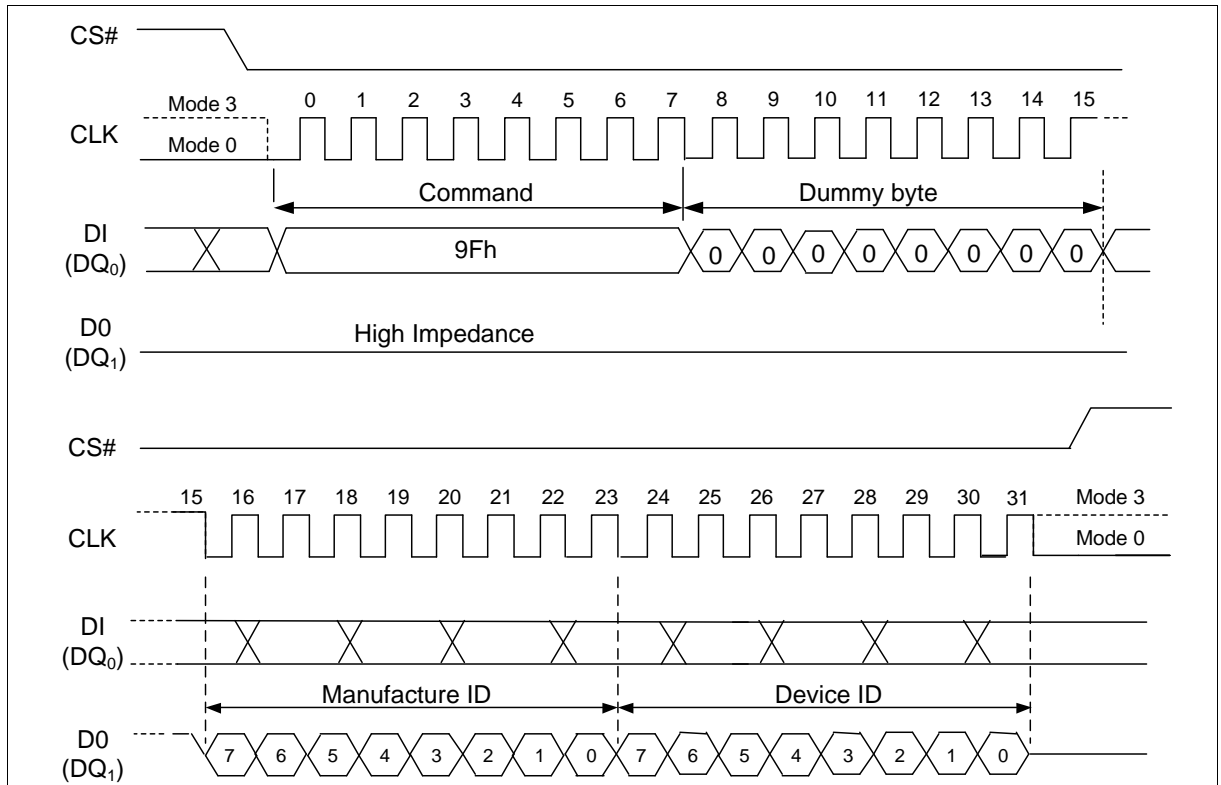 CS#
Mode 3
0 1 2 3 4 5 6 7 8 9 10 11 12 13 14 15
CLK
Mode 0
Command
Dummy byte
DI
(DQ0)
9Fh
0 0 0 0 0 0 0 0
D0
(DQ1)
High Impedance
CS#
15 16 17 18 19 20 21 22 23 24 25 26 27 28 29 30 31
Mode 3
CLK
Mode 0
DI
(DQ0)
Manufacture ID
Device ID
D0
(DQ1)
7 6 5 4 3 2 1 0 7 6 5 4 3 2 1 0